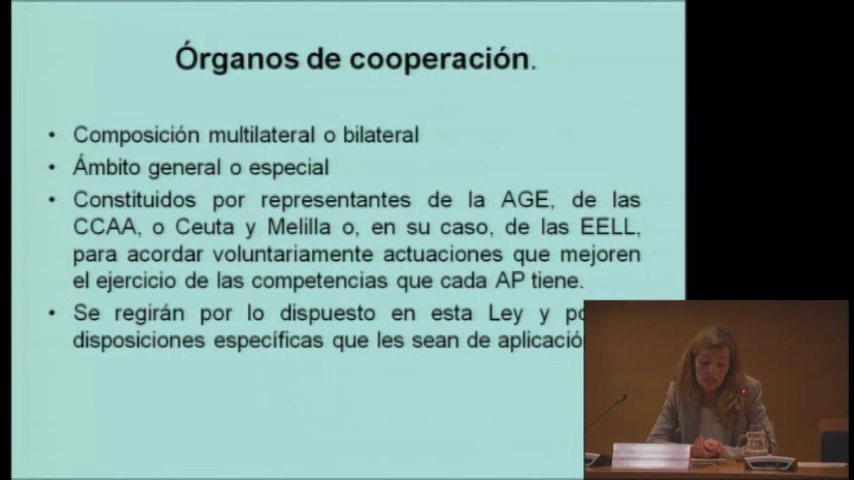 Órganos de cooperación.
• Composición multilateral o bilateral
• Ámbito general o especial
• Constituidos por representantes de la AGE, de las
CCAA, o Ceuta y Melilla o, en su caso, de las EELL,
para acordar voluntariamente actuaciones que mejoren
el ejercicio de las competencias que cada AP tiene.
• Se regirán por lo dispuesto en esta Ley y
disposiciones específicas que les sean de